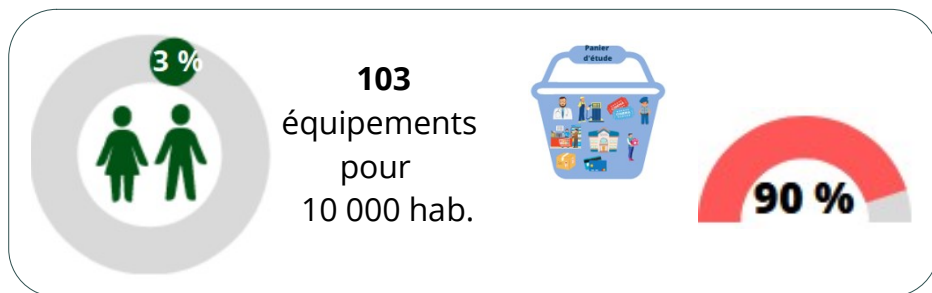 3 %
103
équipements
pour
10 000 hab.
Panier
d'étude
90 %